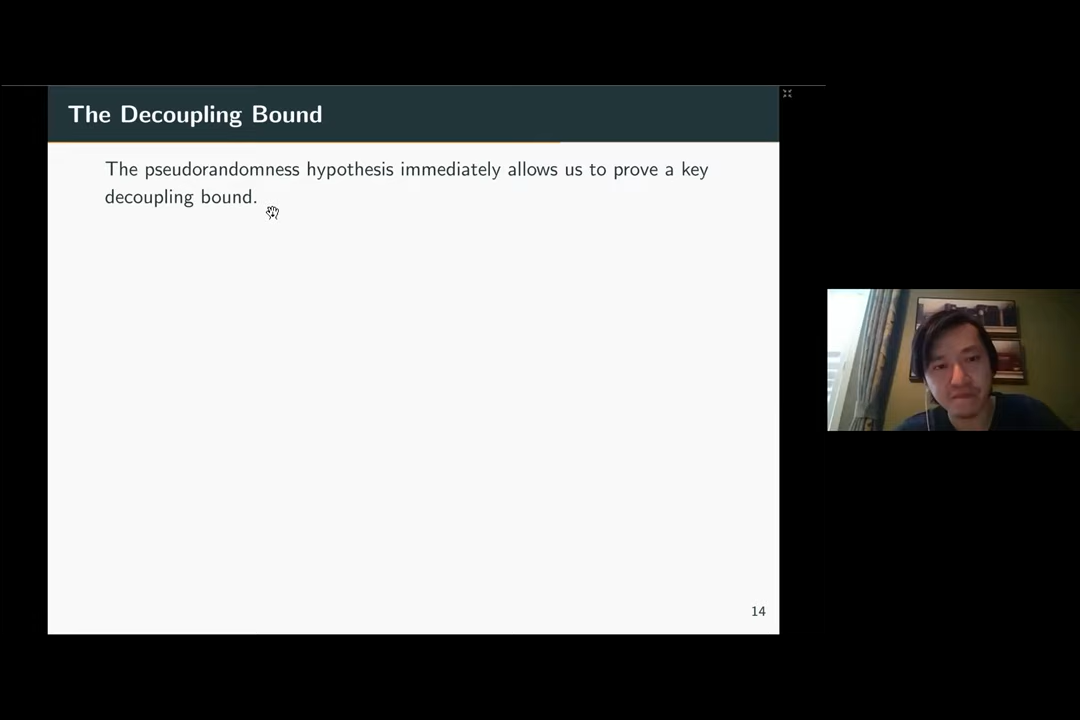 The Decoupling Bound
The pseudorandomness hypothesis immediately allows us to prove a key
decoupling bound.
14